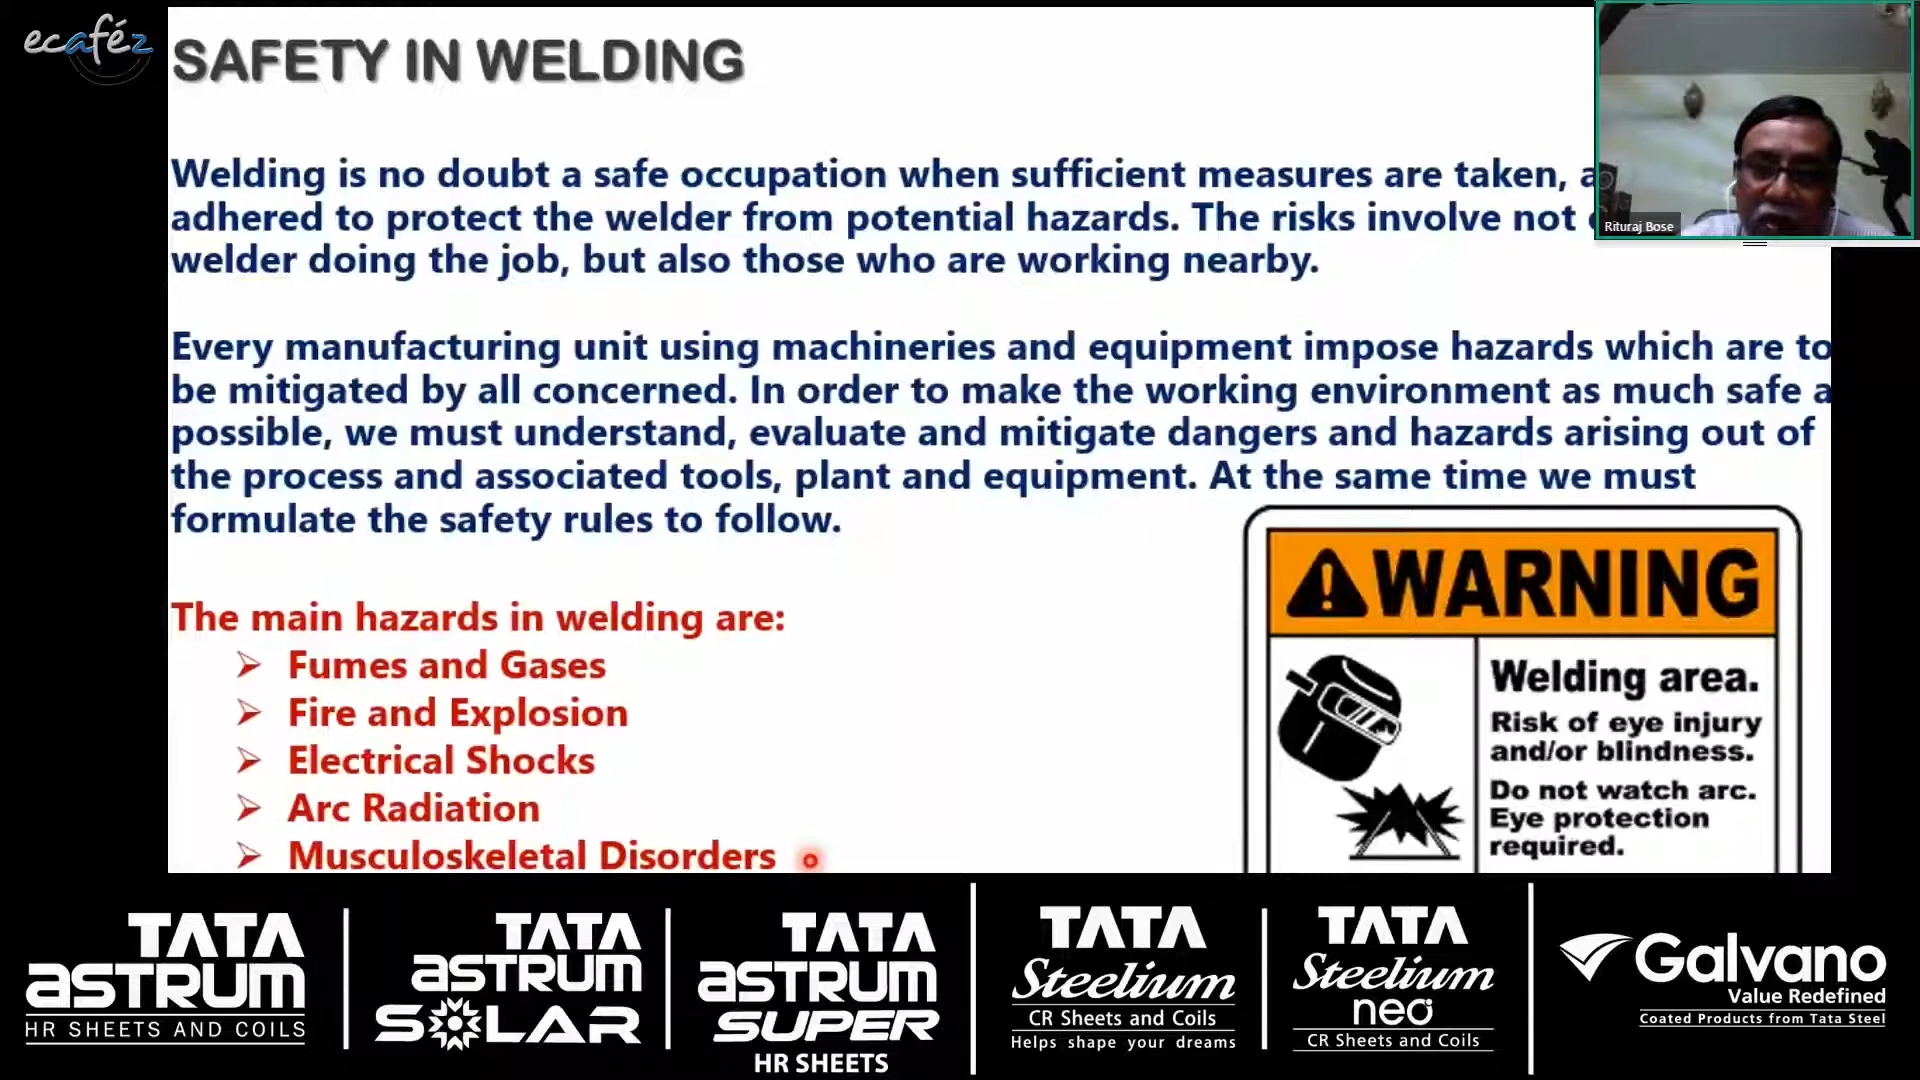 ecaféz
SAFETY IN WELDING
Welding is no doubt a safe occupation when sufficient measures are taken,
adhered to protect the welder from potential hazards. The risks involve not
welder doing the job, but also those who are working nearby.
Every manufacturing unit using machineries and equipment impose hazards which are to
be mitigated by all concerned. In order to make the working environment as much safe a
possible, we must understand, evaluate and mitigate dangers and hazards arising out of
the process and associated tools, plant and equipment. At the same time we must
formulate the safety rules to follow.
The main hazards in welding are:
Fumes and Gases
Fire and Explosion
Electrical Shocks
Arc Radiation
Musculoskeletal Disorders
WARNING
Welding area.
Risk of eye injury
and/or blindness.
Do not watch arc.
Eye protection
required.
Rituraj Bose
TATA
ASTRUM
HR SHEETS AND COILS
TATA
ASTRUM
SOLAR
TATA
ASTRUM
SUPER
HR SHEETS
TATA
Steelium
CR Sheets and Coils
Helps shape your dreams
TATA
Steelium
neo
CR Sheets and Coils
Galvano
Value Redefined
Coated Products from Tata Steel